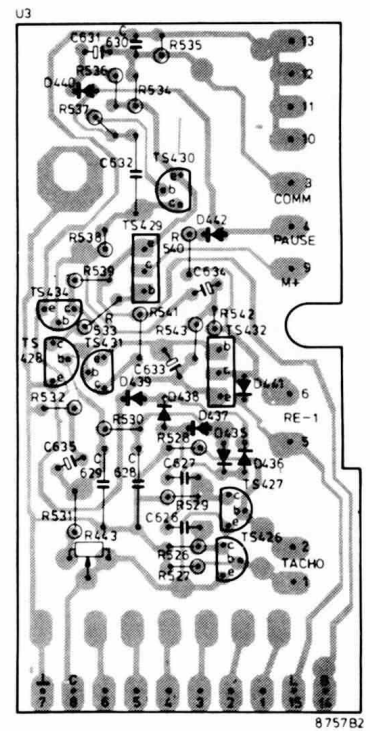 U3
C631
C
630
R535
13
R536
12
D440
R534
11
R537
10
C632
TS430
b
c
3
COMM
TS429
D442
4
R538
R
540
PAUSE
e
c
b
9
R539
C634
M+
TS434
e c
b
R
533
R541
R542
R543
TS432
TS
428
TS431
c
b
e
C633
b
c
e
D439
D441
6
R532
D438
RE-1
R530
D437
5
C635
R528
D435
C
629
C
628
C627
D436
TS427
R529
c
b
e
R531
C626
R443
TS426
R526
c
b
e
2
R527
TACHO
1
⊥
C
L
B
7
8
6
5
4
3
2
1
15
14
8757B2